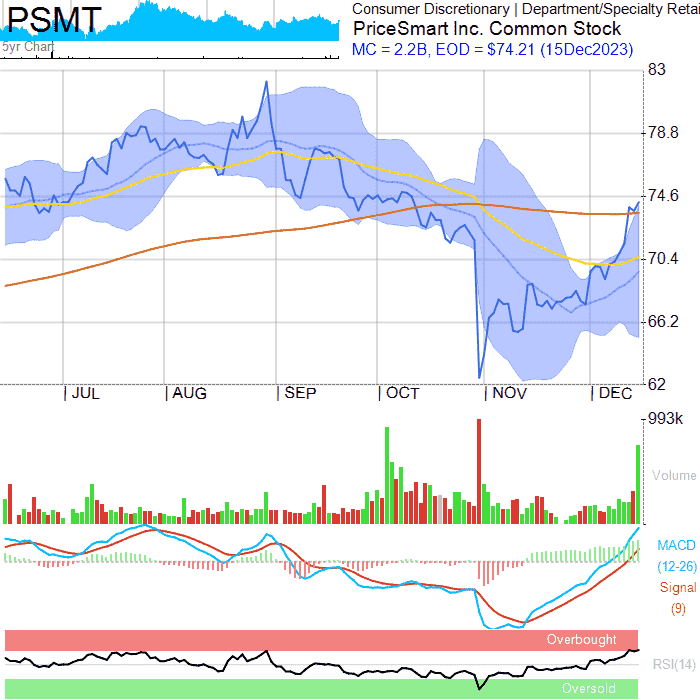 PSMT
5yr Chart
Consumer Discretionary | Department/Specialty Retai
PriceSmart Inc. Common Stock
MC = 2.2B, EOD = $74.21 (15Dec2023)
83
78.8
74.6
70.4
66.2
62
| JUL | AUG | SEP | OCT | NOV | DEC
993k
Volume
MACD
(12-26)
Signal
(9)
Overbought
RSI(14)
Oversold